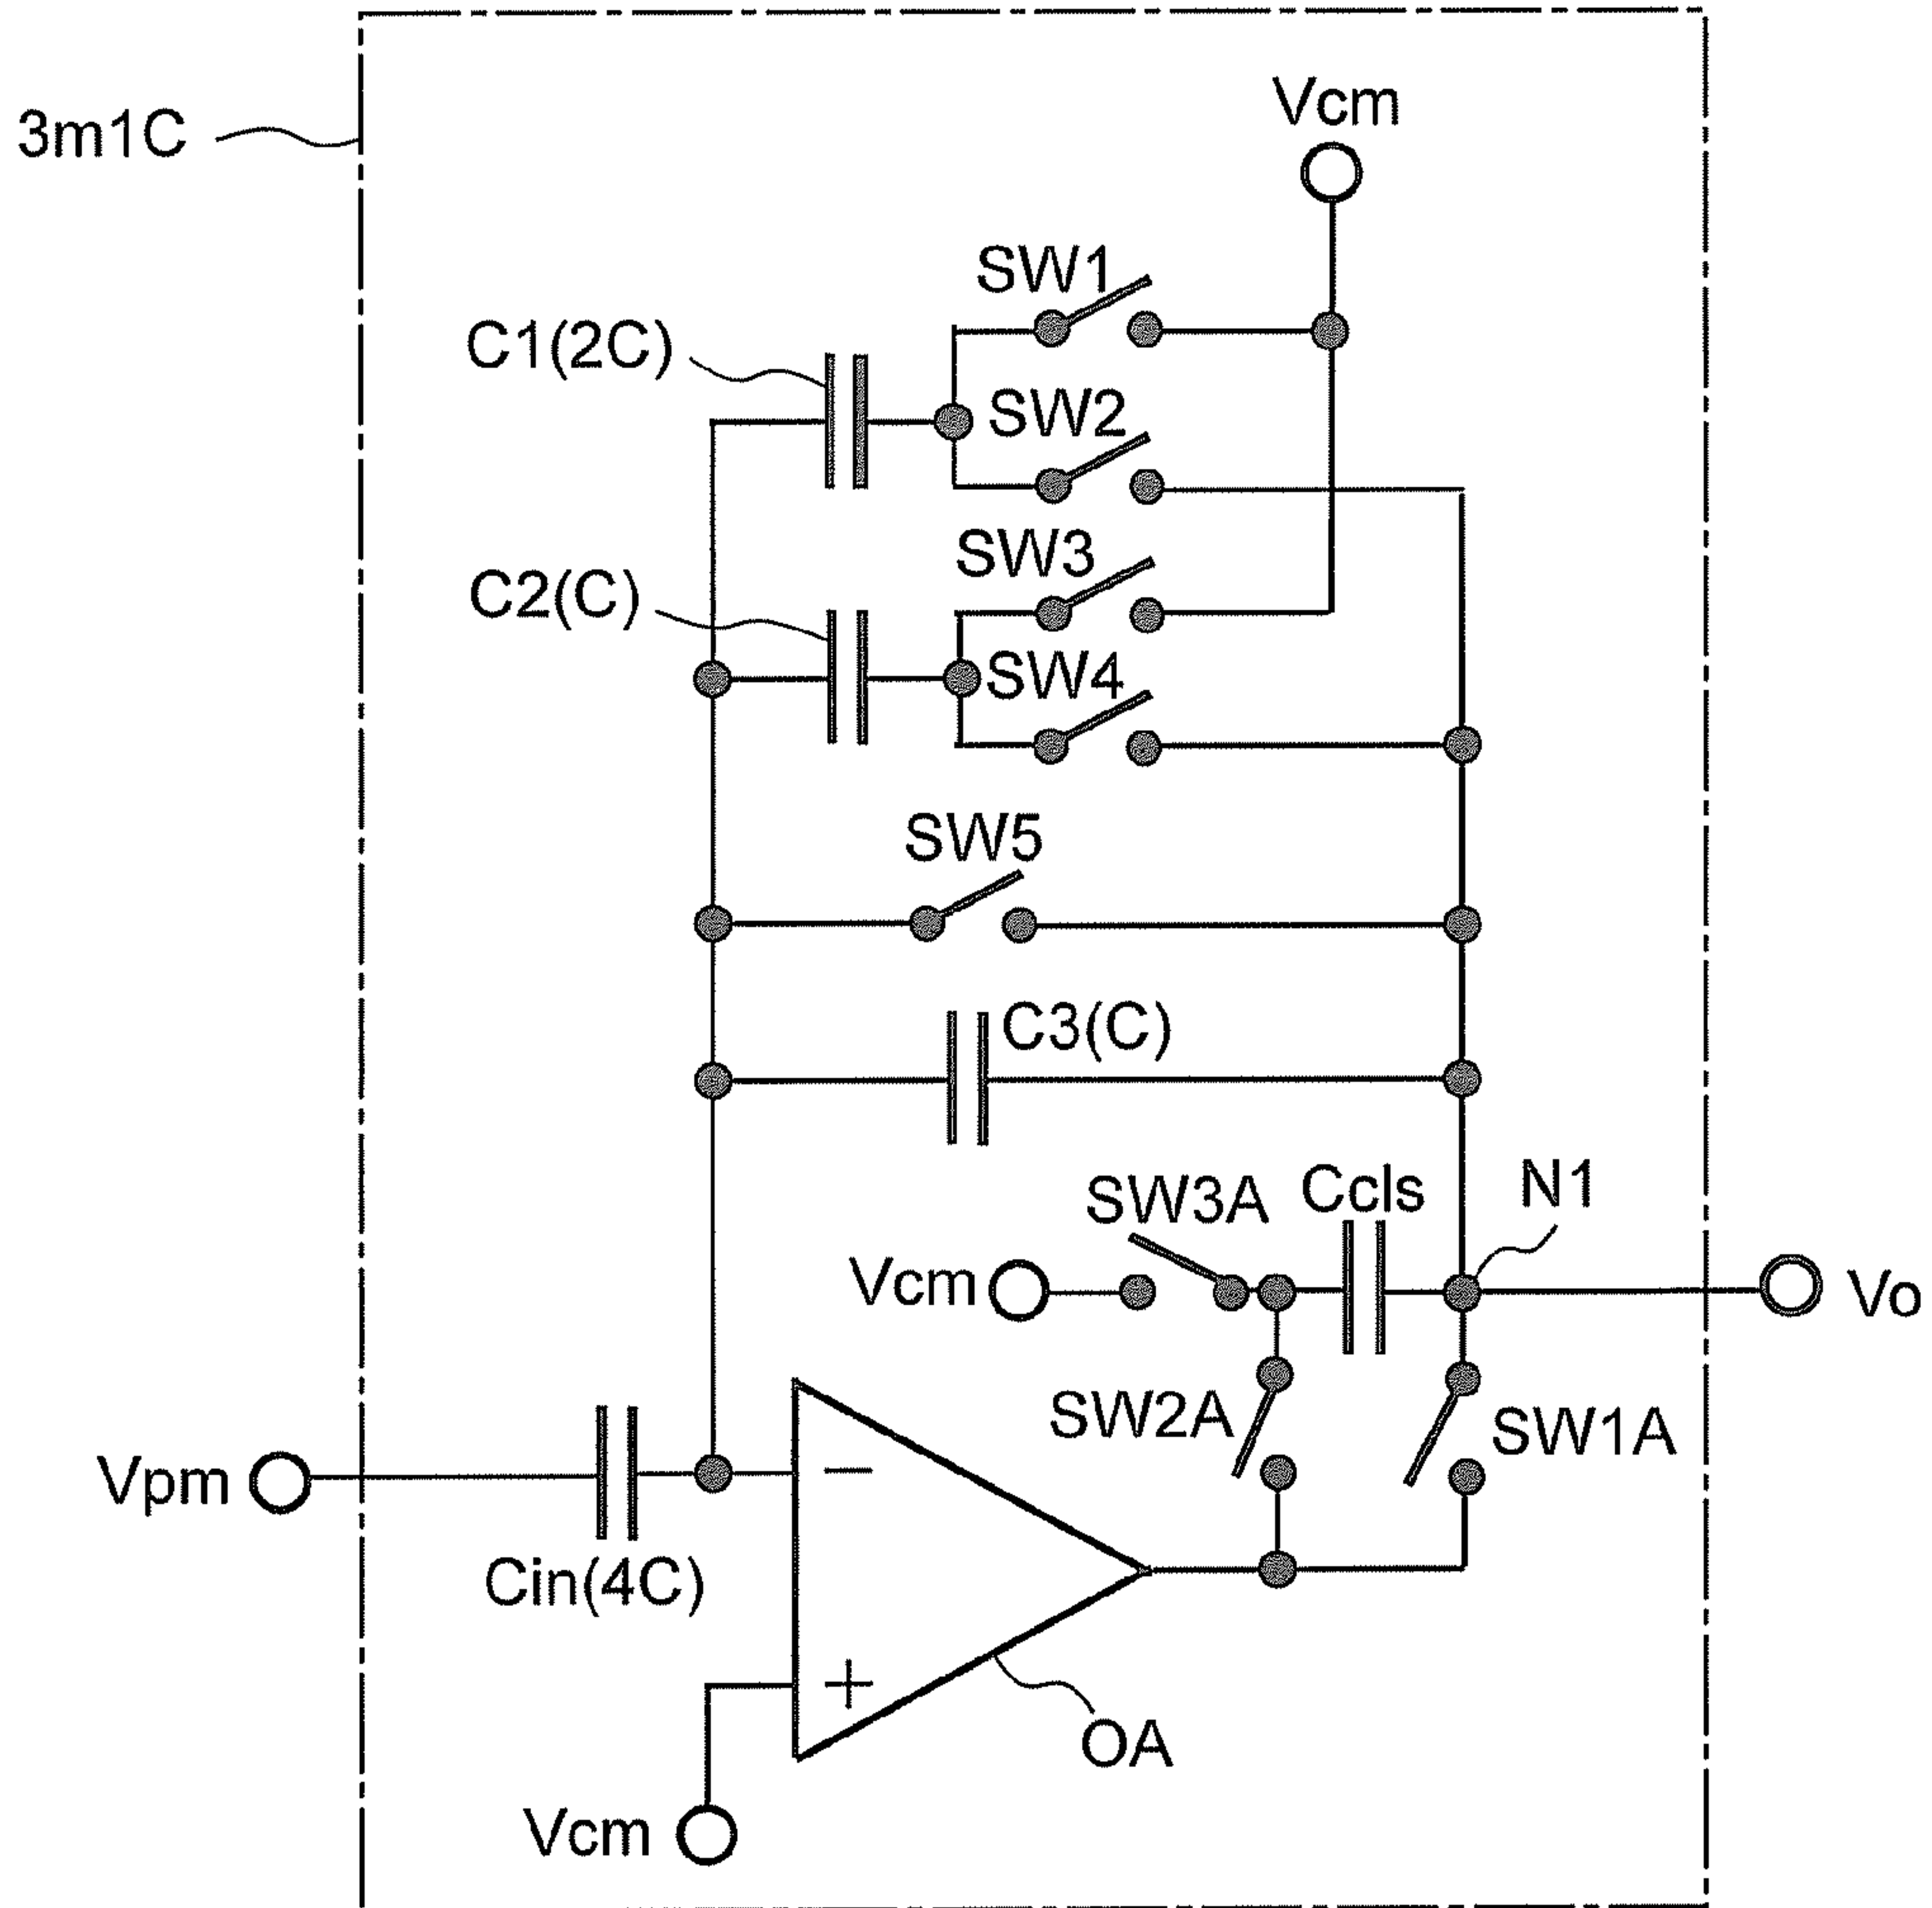 3m1C
Vcm
SW1
C1(2C)
SW2
SW3
C2(C)
SW4
SW5
C3(C)
SW3A
Ccls
N1
Vcm
Vo
SW2A
SW1A
Vpm
−
Cin(4C)
+
OA
Vcm